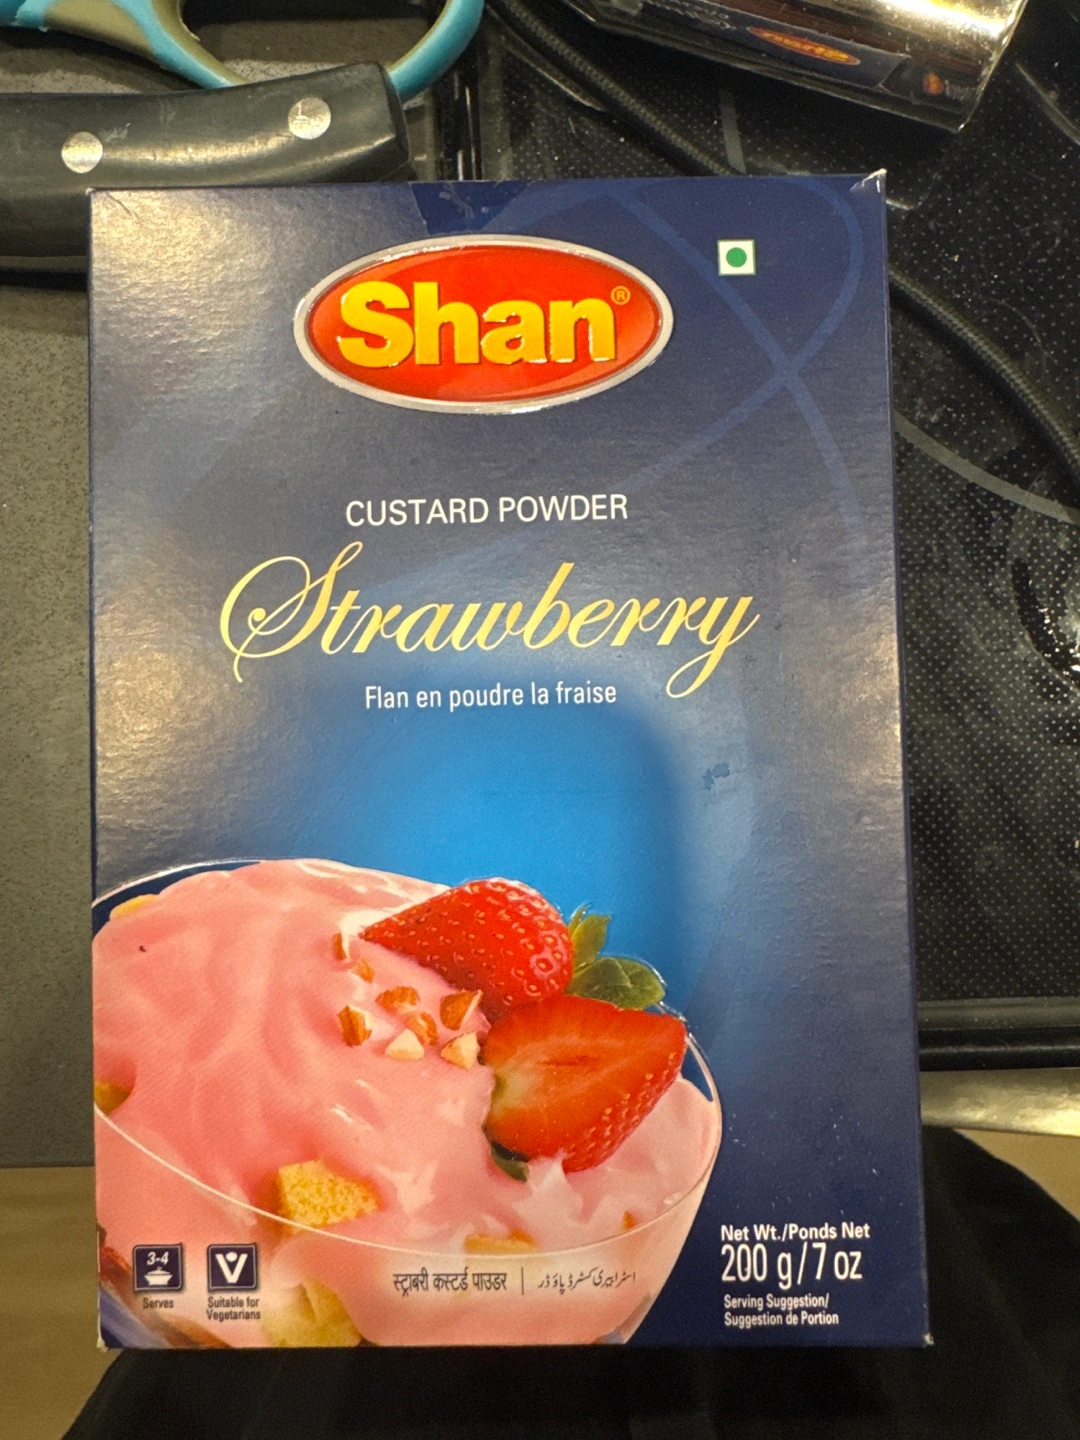 Shan®
CUSTARD POWDER
Strawberry
Flan en poudre la fraise
Net Wt./Ponds Net
200 g/7 oz
Serving Suggestion/
Suggestion de Portion
3-4
Serves
V
Suitable for
Vegetarians
स्ट्राबरी कस्टर्ड पाउडर | اسٹرابیری کسٹرڈ پاؤڈر